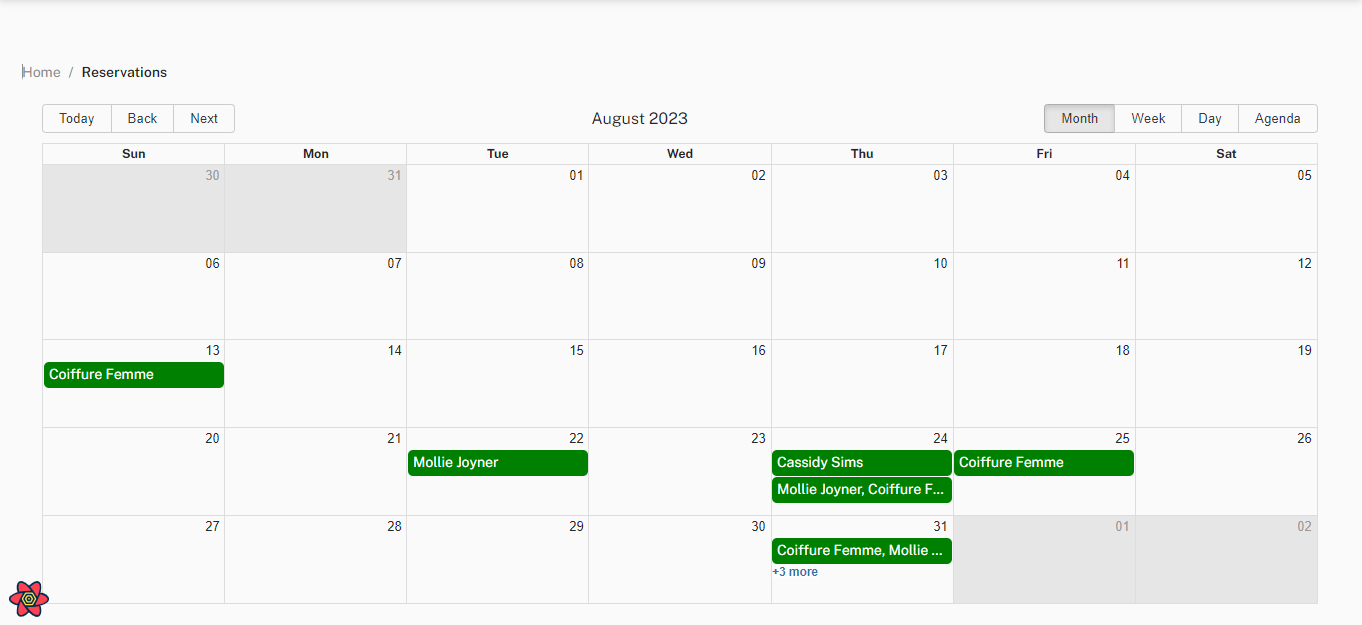 Home / Reservations
Today Back Next August 2023 Month Week Day Agenda
Sun Mon Tue Wed Thu Fri Sat
30 31 01 02 03 04 05
06 07 08 09 10 11 12
13 14 15 16 17 18 19
Coiffure Femme
20 21 22 23 24 25 26
Mollie Joyner Cassidy Sims Coiffure Femme
Mollie Joyner, Coiffure F...
27 28 29 30 31 01 02
Coiffure Femme, Mollie ...
+3 more